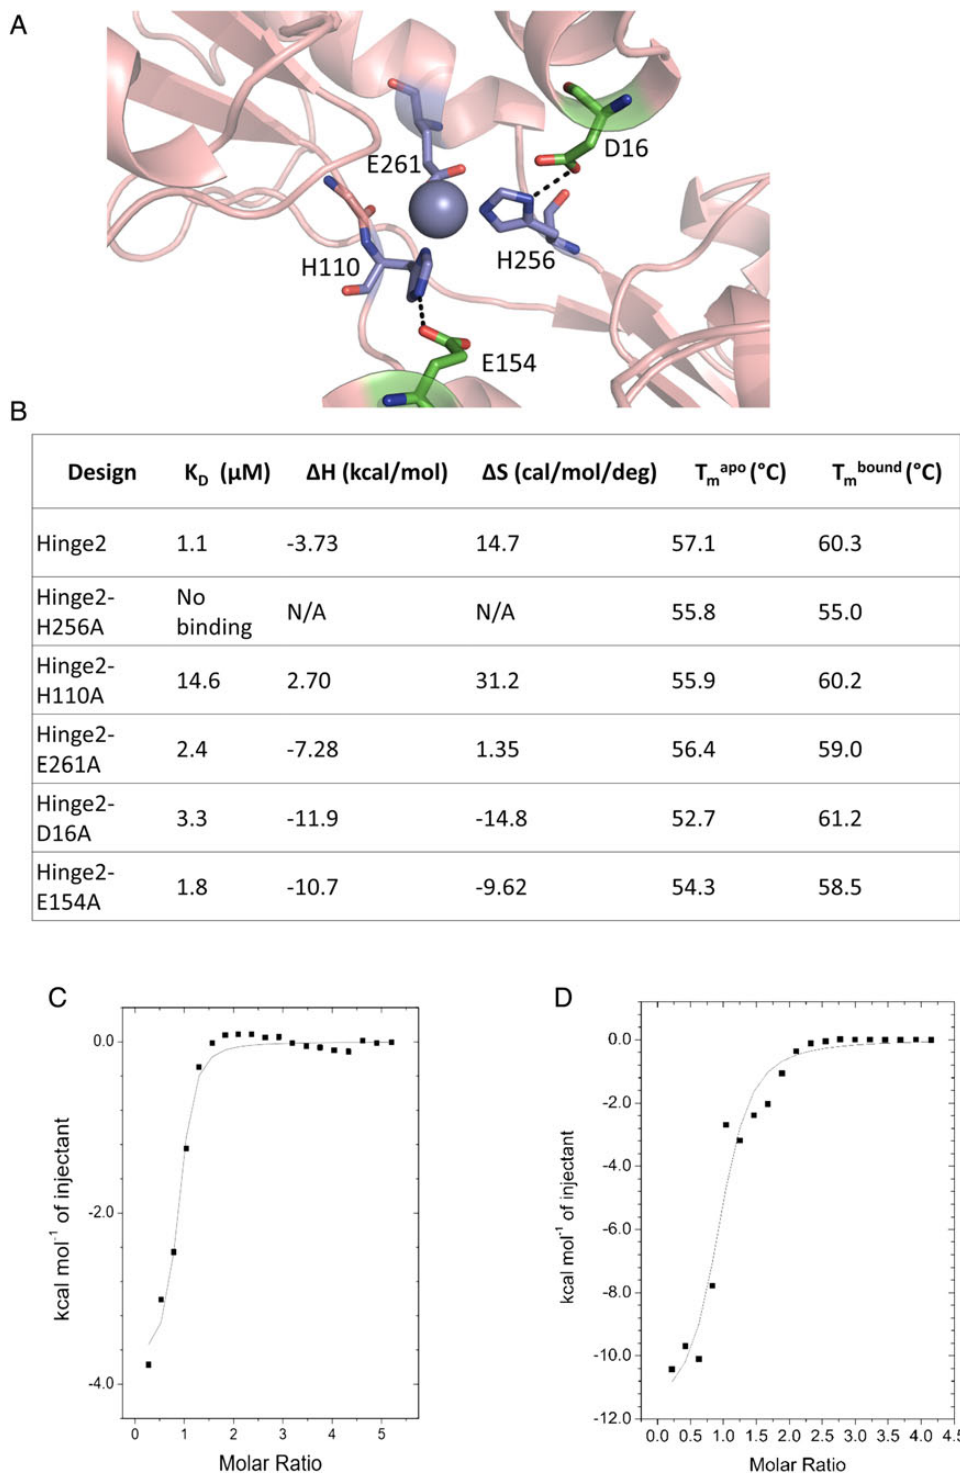 A
E261
D16
H110
H256
E154
B
Design K_D (µM) ΔH (kcal/mol) ΔS (cal/mol/deg) T_m^apo (°C) T_m^bound (°C)
Hinge2 1.1 -3.73 14.7 57.1 60.3
Hinge2-
H256A No
binding N/A N/A 55.8 55.0
Hinge2-
H110A 14.6 2.70 31.2 55.9 60.2
Hinge2-
E261A 2.4 -7.28 1.35 56.4 59.0
Hinge2-
D16A 3.3 -11.9 -14.8 52.7 61.2
Hinge2-
E154A 1.8 -10.7 -9.62 54.3 58.5
C
0.0
-2.0
-4.0
kcal mol⁻¹ of injectant
0 1 2 3 4 5
Molar Ratio
D
0.0
-2.0
-4.0
-6.0
-8.0
-10.0
-12.0
kcal mol⁻¹ of injectant
0.0 0.5 1.0 1.5 2.0 2.5 3.0 3.5 4.0 4.5
Molar Ratio